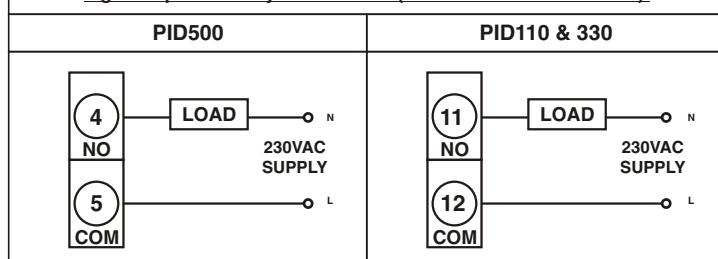 PID500
PID110 & 330
4
LOAD
N
NO
230VAC
SUPPLY
5
L
COM
11
LOAD
N
NO
230VAC
SUPPLY
12
L
COM